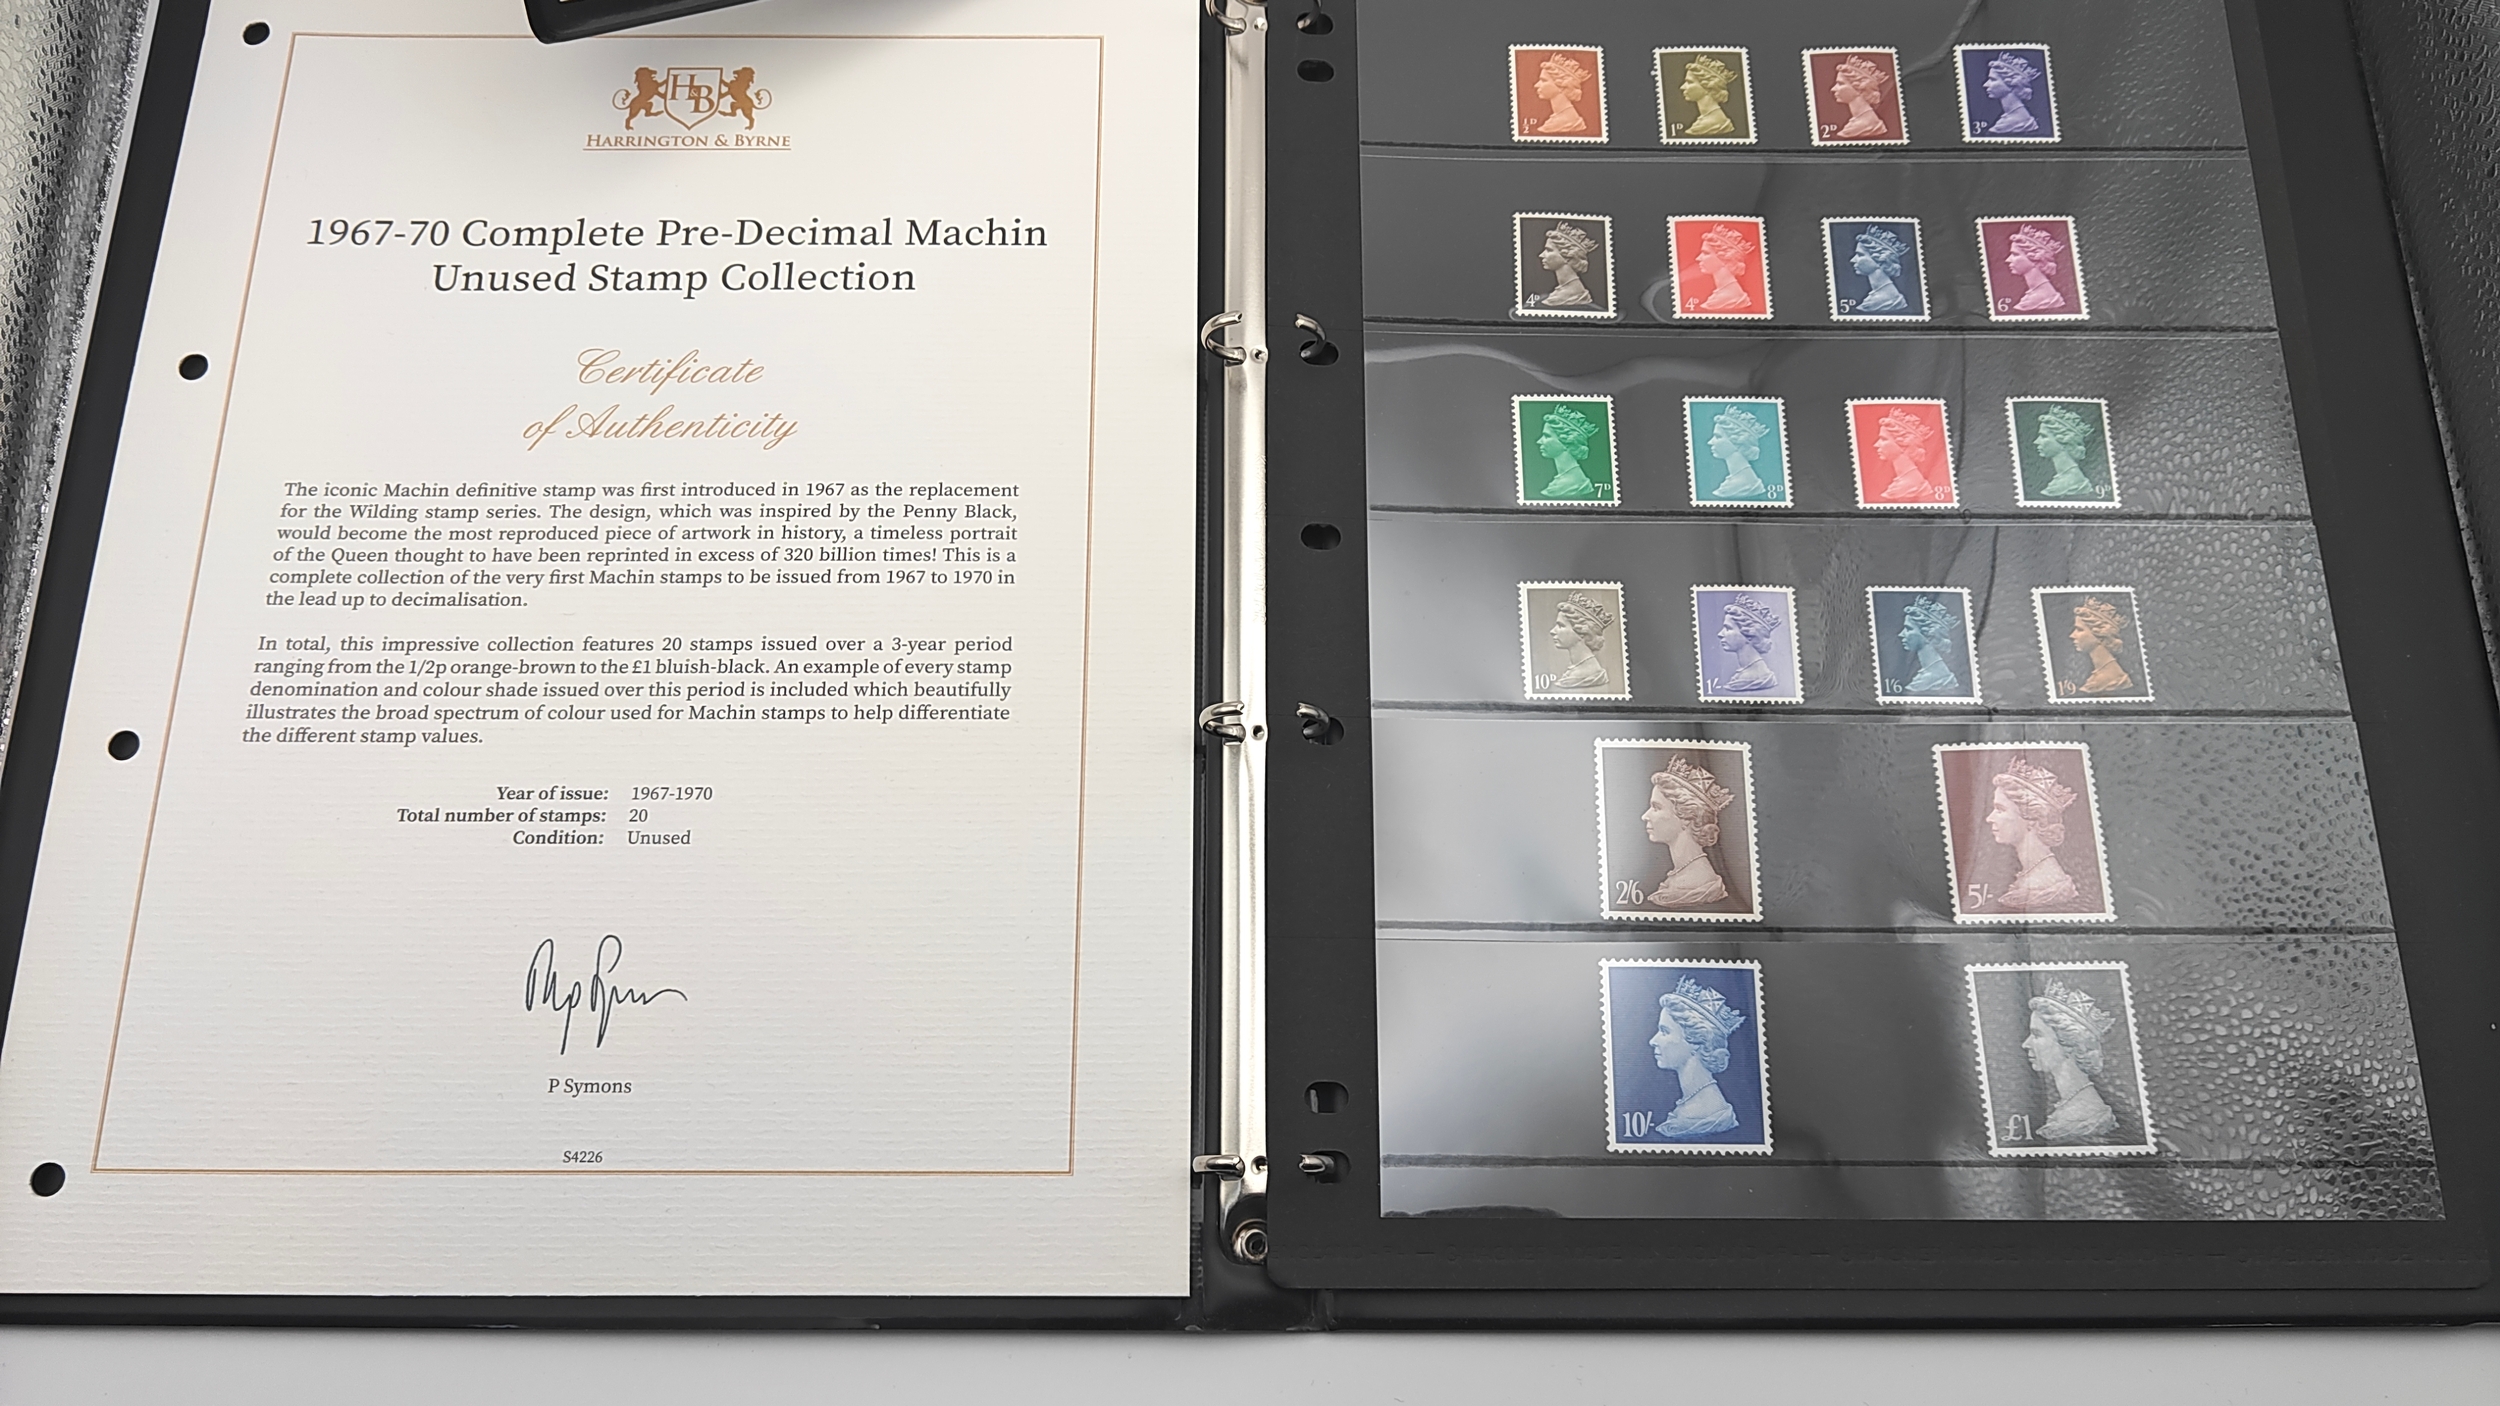 H&B
HARRINGTON & BYRNE
1967-70 Complete Pre-Decimal Machin
Unused Stamp Collection
Certificate
of Authenticity
The iconic Machin definitive stamp was first introduced in 1967 as the replacement
for the Wilding stamp series. The design, which was inspired by the Penny Black,
would become the most reproduced piece of artwork in history, a timeless portrait
of the Queen thought to have been reprinted in excess of 320 billion times! This is a
complete collection of the very first Machin stamps to be issued from 1967 to 1970 in
the lead up to decimalisation.
In total, this impressive collection features 20 stamps issued over a 3-year period
ranging from the 1/2p orange-brown to the £1 bluish-black. An example of every stamp
denomination and colour shade issued over this period is included which beautifully
illustrates the broad spectrum of colour used for Machin stamps to help differentiate
the different stamp values.
Year of issue: 1967-1970
Total number of stamps: 20
Condition: Unused
P Symons
S4226
½D 1D 2D 3D
4D 4D 5D 6D
7D 8D 8D 9D
10D 1/- 1/6 1/9
2/6 5/-
10/- £1